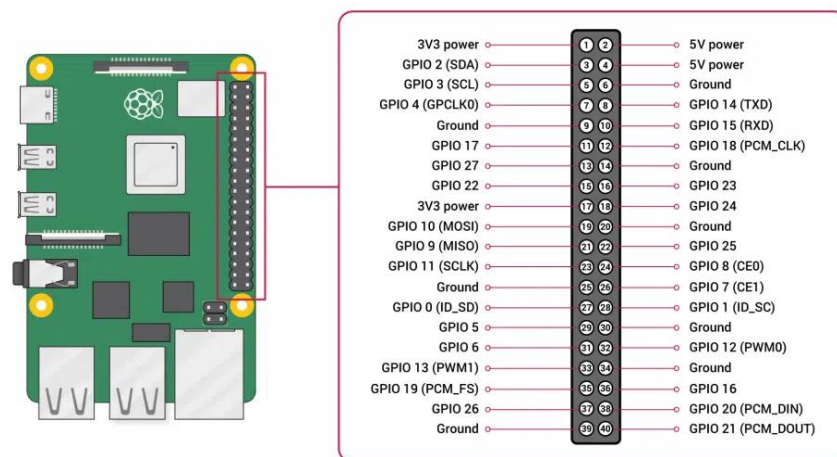 3V3 power 1 2 5V power
GPIO 2 (SDA) 3 4 5V power
GPIO 3 (SCL) 5 6 Ground
GPIO 4 (GPCLK0) 7 8 GPIO 14 (TXD)
Ground 9 10 GPIO 15 (RXD)
GPIO 17 11 12 GPIO 18 (PCM_CLK)
GPIO 27 13 14 Ground
GPIO 22 15 16 GPIO 23
3V3 power 17 18 GPIO 24
GPIO 10 (MOSI) 19 20 Ground
GPIO 9 (MISO) 21 22 GPIO 25
GPIO 11 (SCLK) 23 24 GPIO 8 (CE0)
Ground 25 26 GPIO 7 (CE1)
GPIO 0 (ID_SD) 27 28 GPIO 1 (ID_SC)
GPIO 5 29 30 Ground
GPIO 6 31 32 GPIO 12 (PWM0)
GPIO 13 (PWM1) 33 34 Ground
GPIO 19 (PCM_FS) 35 36 GPIO 16
GPIO 26 37 38 GPIO 20 (PCM_DIN)
Ground 39 40 GPIO 21 (PCM_DOUT)